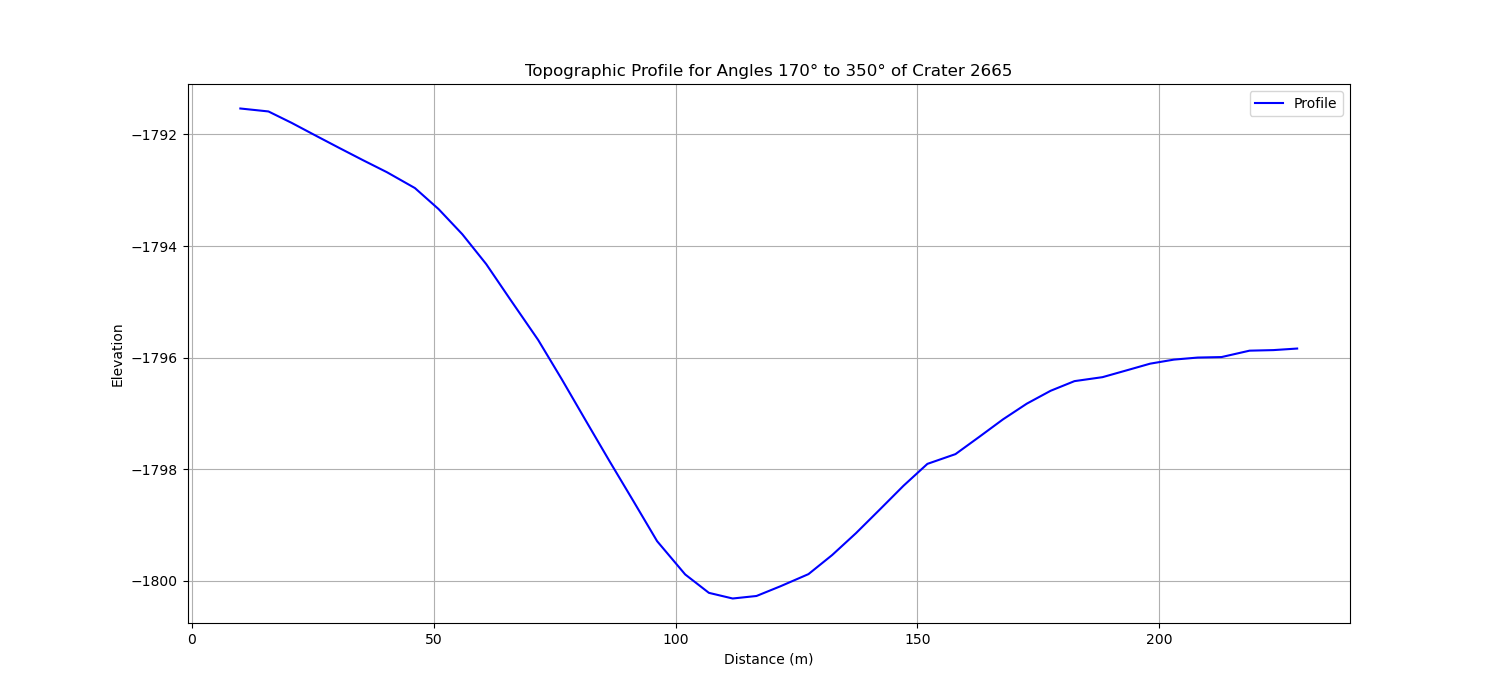 Topographic Profile for Angles 170° to 350° of Crater 2665
Profile
−1792
−1794
−1796
−1798
−1800
Elevation
0 50 100 150 200
Distance (m)